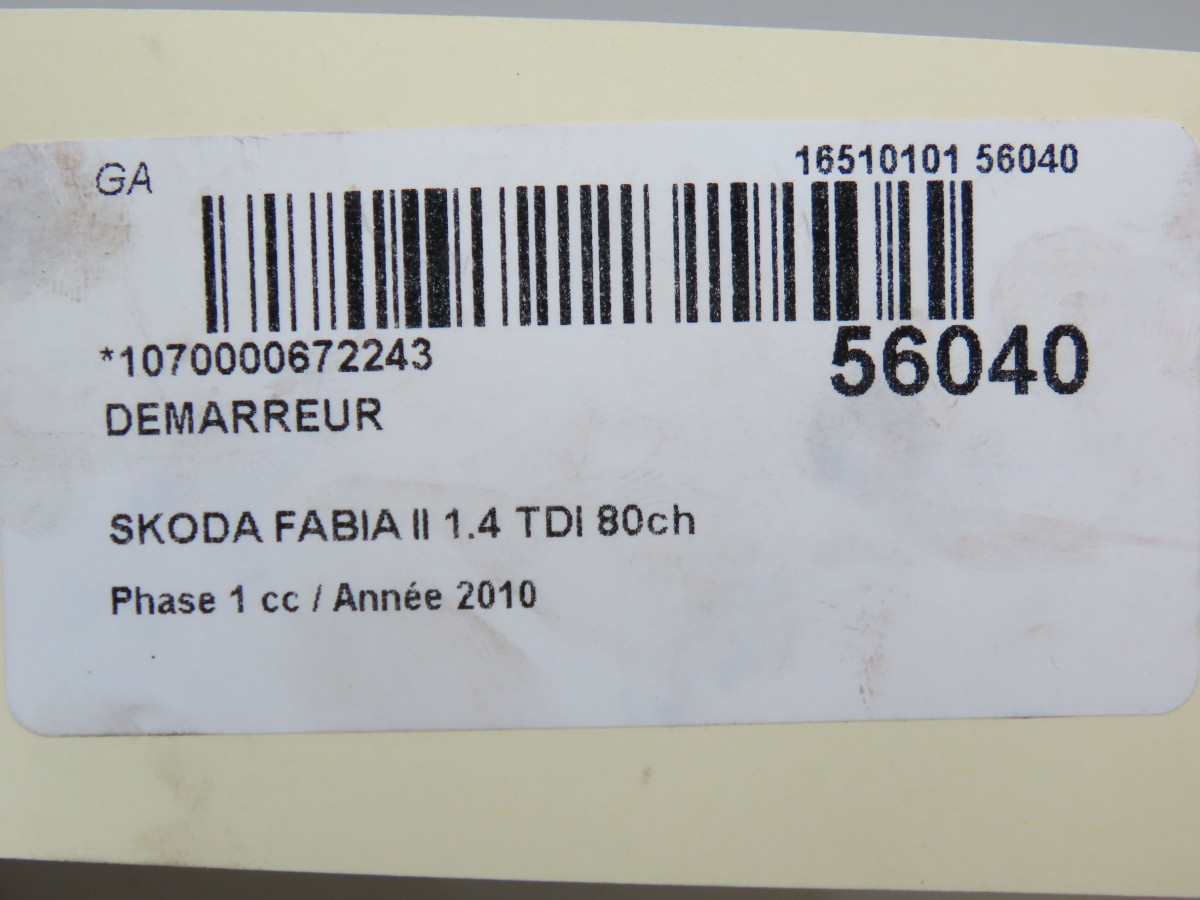 GA
16510101 56040
*1070000672243
56040
DEMARREUR
SKODA FABIA II 1.4 TDI 80ch
Phase 1 cc / Année 2010